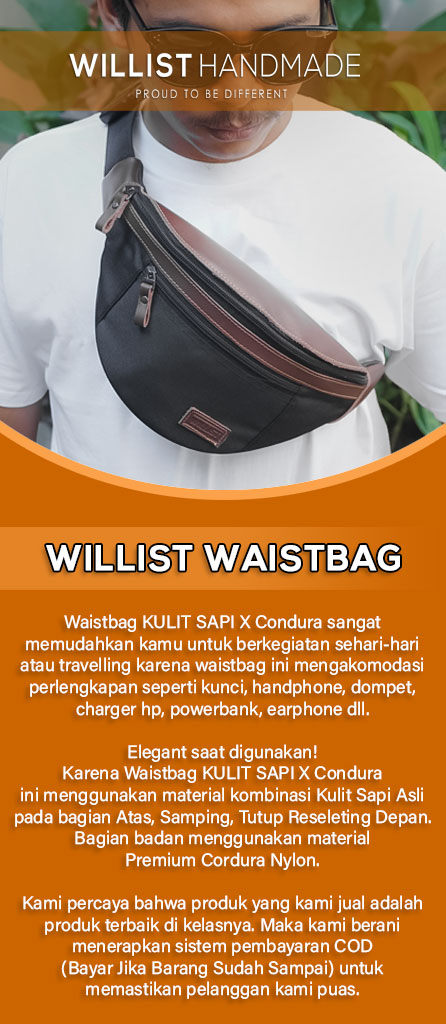 WILLIST HANDMADE
PROUD TO BE DIFFERENT
WILLIST WAISTBAG
Waistbag KULIT SAPI X Condura sangat
memudahkan kamu untuk berkegiatan sehari-hari
atau travelling karena waistbag ini mengakomodasi
perlengkapan seperti kunci, handphone, dompet,
charger hp, powerbank, earphone dll.
Elegant saat digunakan!
Karena Waistbag KULIT SAPI X Condura
ini menggunakan material kombinasi Kulit Sapi Asli
pada bagian Atas, Samping, Tutup Reseleting Depan.
Bagian badan menggunakan material
Premium Cordura Nylon.
Kami percaya bahwa produk yang kami jual adalah
produk terbaik di kelasnya. Maka kami berani
menerapkan sistem pembayaran COD
(Bayar Jika Barang Sudah Sampai) untuk
memastikan pelanggan kami puas.